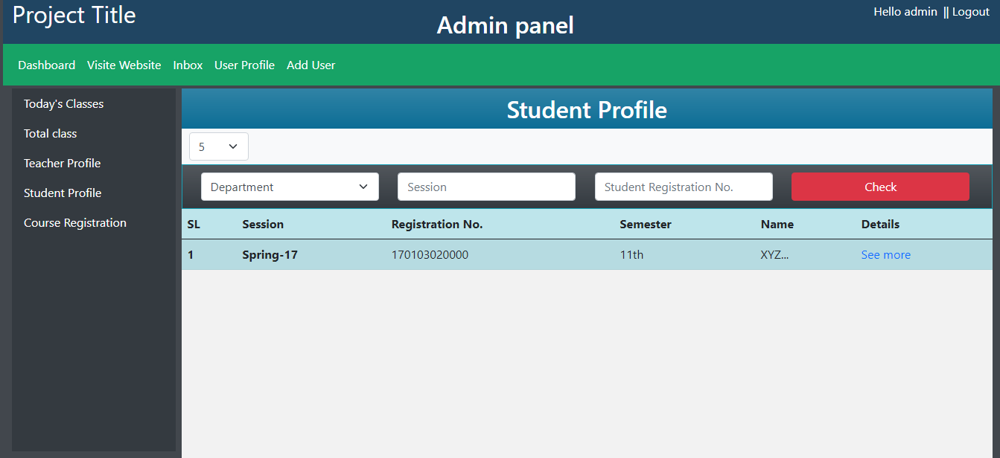 Project Title
Admin panel
Hello admin || Logout
Dashboard Visite Website Inbox User Profile Add User
Today's Classes
Total class
Teacher Profile
Student Profile
Course Registration
Student Profile
5
Department Session Student Registration No. Check
SL Session Registration No. Semester Name Details
1 Spring-17 170103020000 11th XYZ... See more